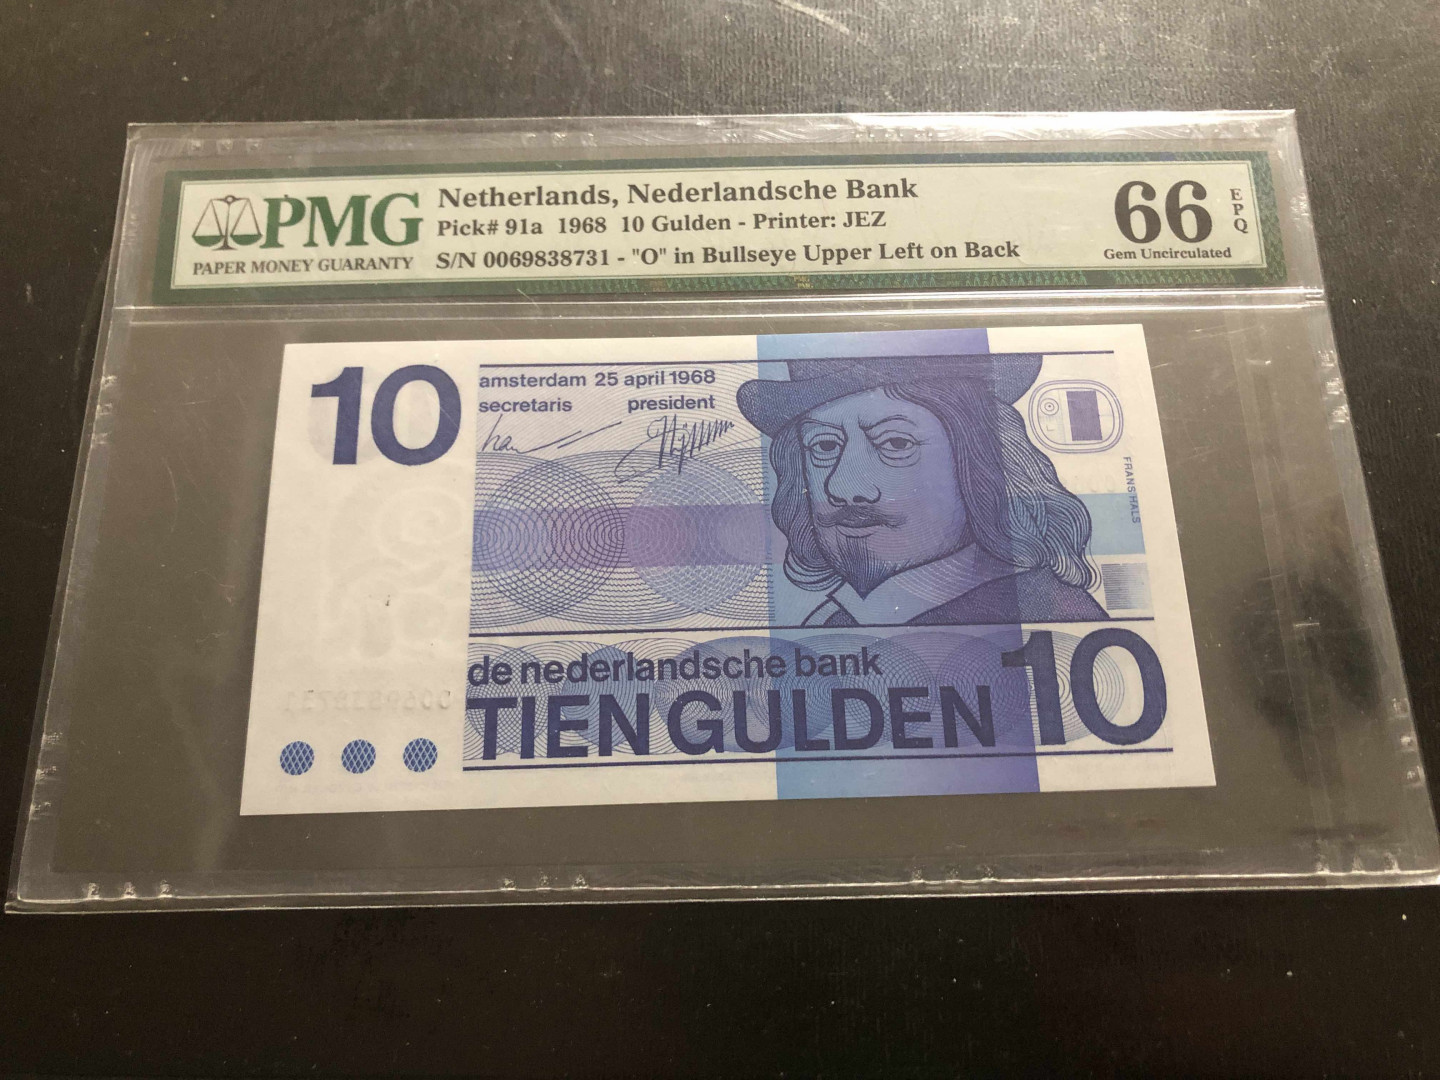 PMG
PAPER MONEY GUARANTY
Netherlands, Nederlandsche Bank
Pick# 91a 1968 10 Gulden - Printer: JEZ
S/N 0069838731 - "O" in Bullseye Upper Left on Back
66
EPQ
Gem Uncirculated
10
amsterdam 25 april 1968
secretaris president
FRANS HALS
de nederlandsche bank
TIEN GULDEN 10